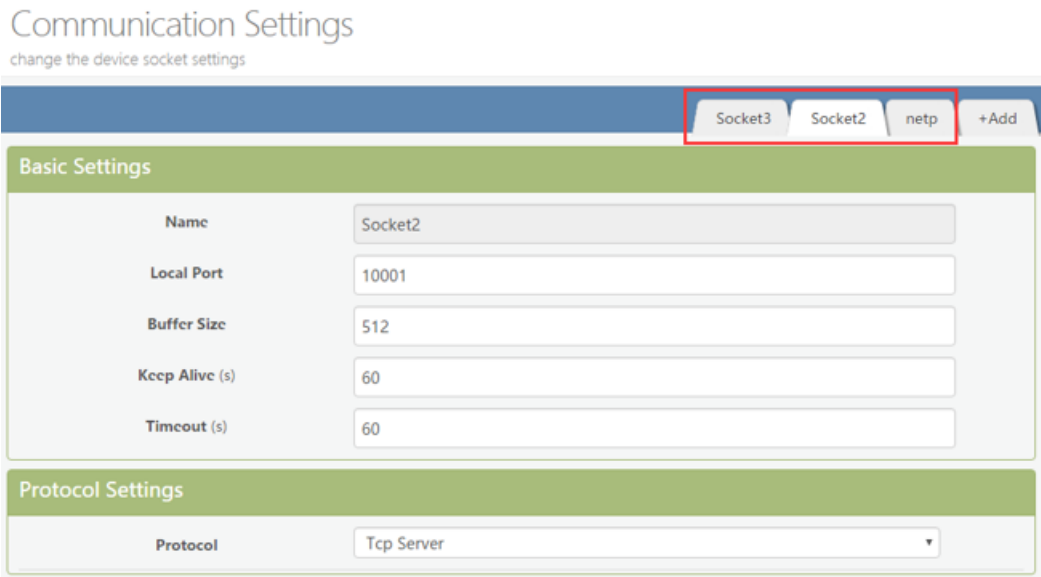 Communication Settings
change the device socket settings
Socket3 Socket2 netp +Add
Basic Settings
Name Socket2
Local Port 10001
Buffer Size 512
Keep Alive (s) 60
Timeout (s) 60
Protocol Settings
Protocol Tcp Server